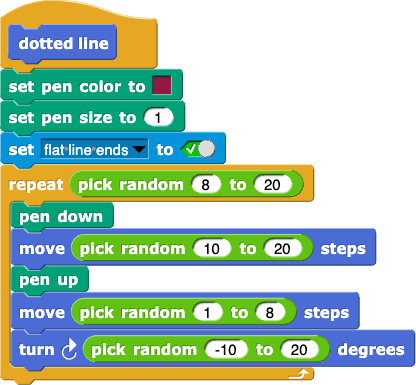 dotted line
set pen color to
set pen size to 1
set flat line ends to
repeat pick random 8 to 20
pen down
move pick random 10 to 20 steps
pen up
move pick random 1 to 8 steps
turn pick random -10 to 20 degrees